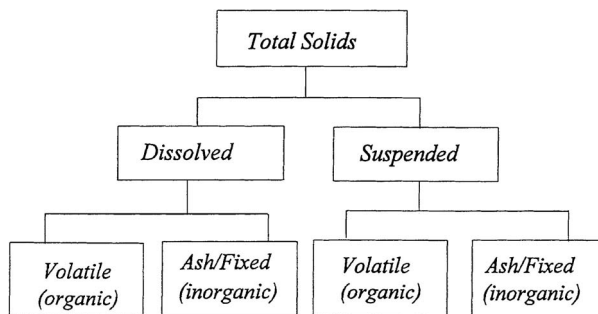 Total Solids
Dissolved
Suspended
Volatile
(organic)
Ash/Fixed
(inorganic)
Volatile
(organic)
Ash/Fixed
(inorganic)